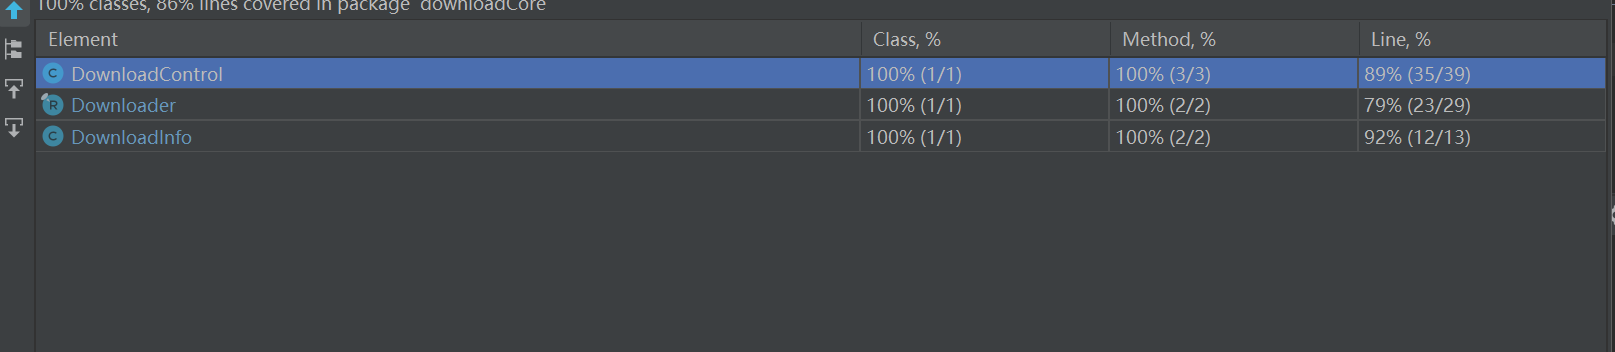 100% classes, 86% lines covered in package 'downloadCore'
Element Class, % Method, % Line, %
C DownloadControl 100% (1/1) 100% (3/3) 89% (35/39)
R Downloader 100% (1/1) 100% (2/2) 79% (23/29)
C DownloadInfo 100% (1/1) 100% (2/2) 92% (12/13)